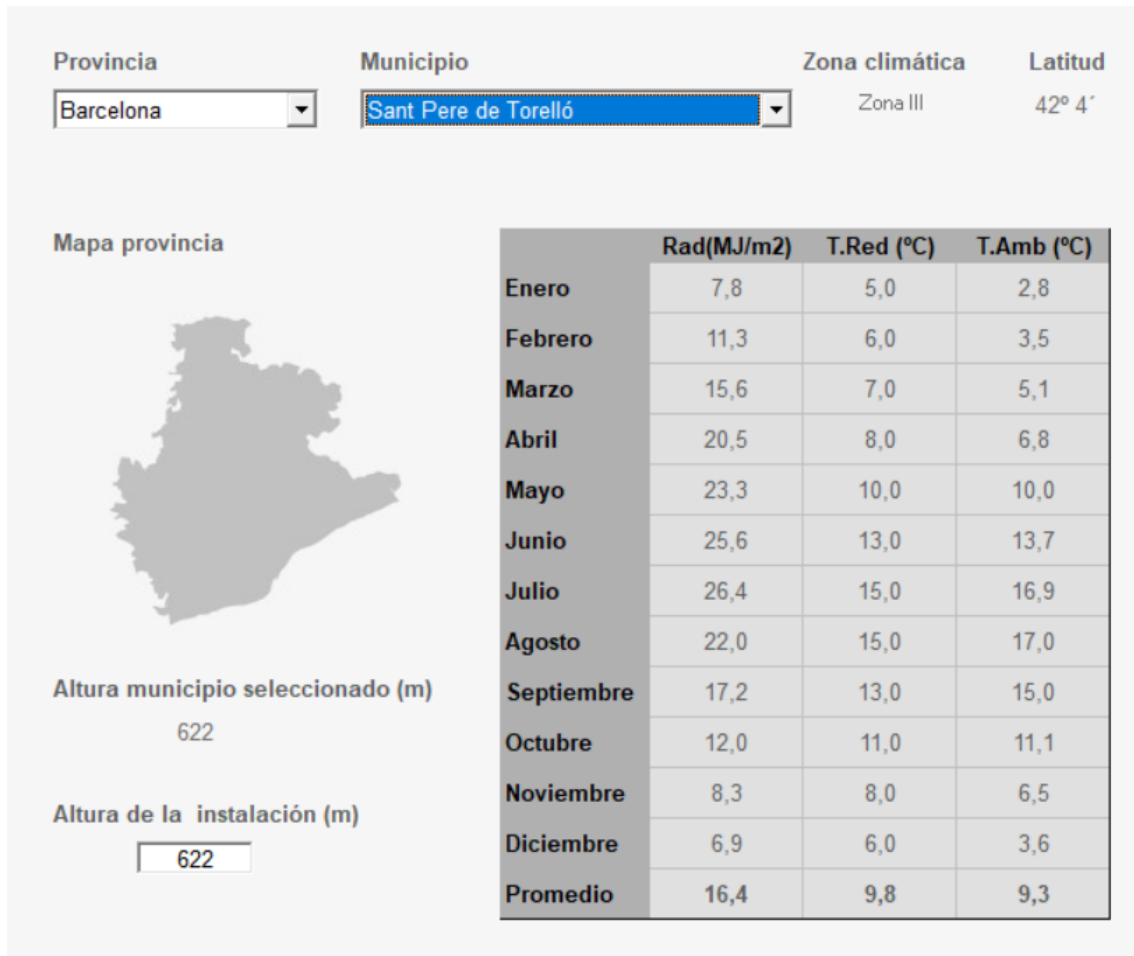 Provincia Municipio Zona climática Latitud
Barcelona Sant Pere de Torelló Zona III 42º 4´
Mapa provincia
Rad(MJ/m2) T.Red (ºC) T.Amb (ºC)
Enero 7,8 5,0 2,8
Febrero 11,3 6,0 3,5
Marzo 15,6 7,0 5,1
Abril 20,5 8,0 6,8
Mayo 23,3 10,0 10,0
Junio 25,6 13,0 13,7
Julio 26,4 15,0 16,9
Agosto 22,0 15,0 17,0
Septiembre 17,2 13,0 15,0
Octubre 12,0 11,0 11,1
Noviembre 8,3 8,0 6,5
Diciembre 6,9 6,0 3,6
Promedio 16,4 9,8 9,3
Altura municipio seleccionado (m)
622
Altura de la instalación (m)
622